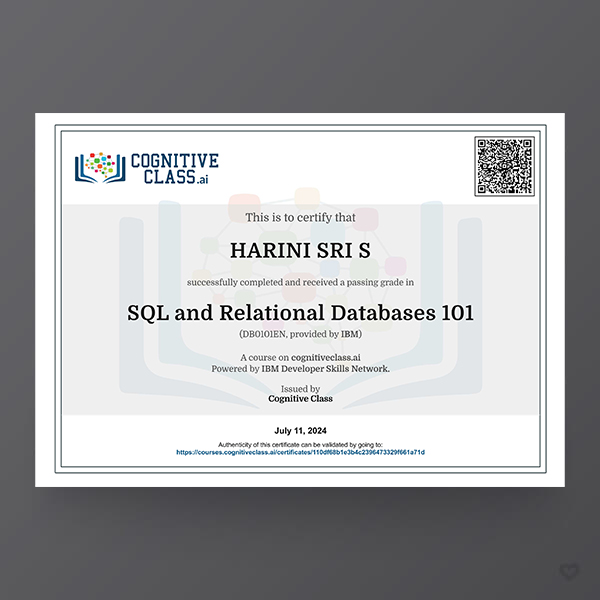 COGNITIVE
CLASS.ai
This is to certify that
HARINI SRI S
successfully completed and received a passing grade in
SQL and Relational Databases 101
(DB0101EN, provided by IBM)
A course on cognitiveclass.ai
Powered by IBM Developer Skills Network.
Issued by
Cognitive Class
July 11, 2024
Authenticity of this certificate can be validated by going to:
https://courses.cognitiveclass.ai/certificates/110df68b1e3b4c2396473329f661a71d